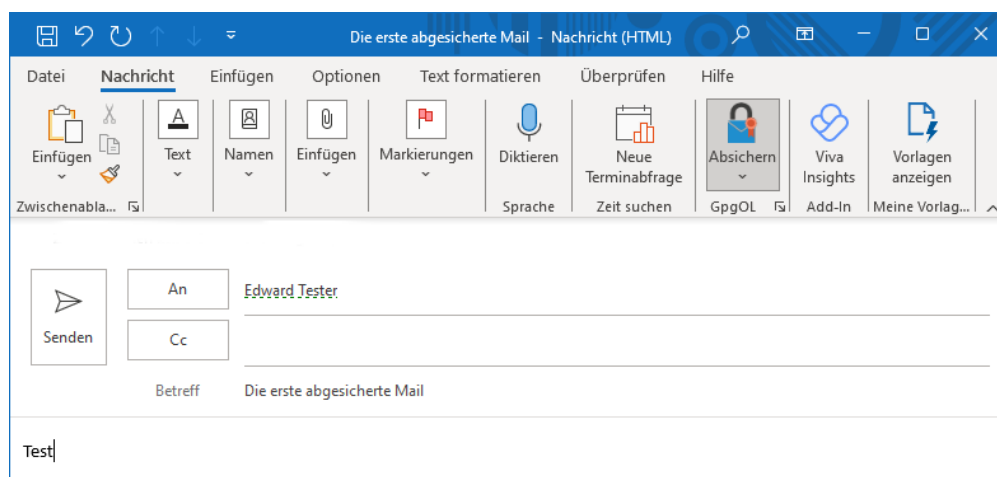 Die erste abgesicherte Mail - Nachricht (HTML)
Datei Nachricht Einfügen Optionen Text formatieren Überprüfen Hilfe
Einfügen Text Namen Einfügen Markierungen Diktieren Neue Terminabfrage Absichern Viva Insights Vorlagen anzeigen
Zwischenabla... Sprache Zeit suchen GpgOL Add-In Meine Vorlag...
An Edward Tester
Senden Cc
Betreff Die erste abgesicherte Mail
Test